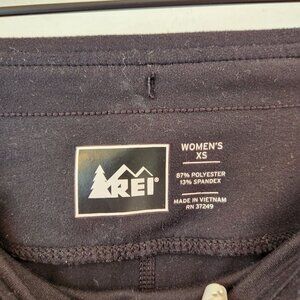 REI
WOMEN'S
XS
87% POLYESTER
13% SPANDEX
MADE IN VIETNAM
RN 37249